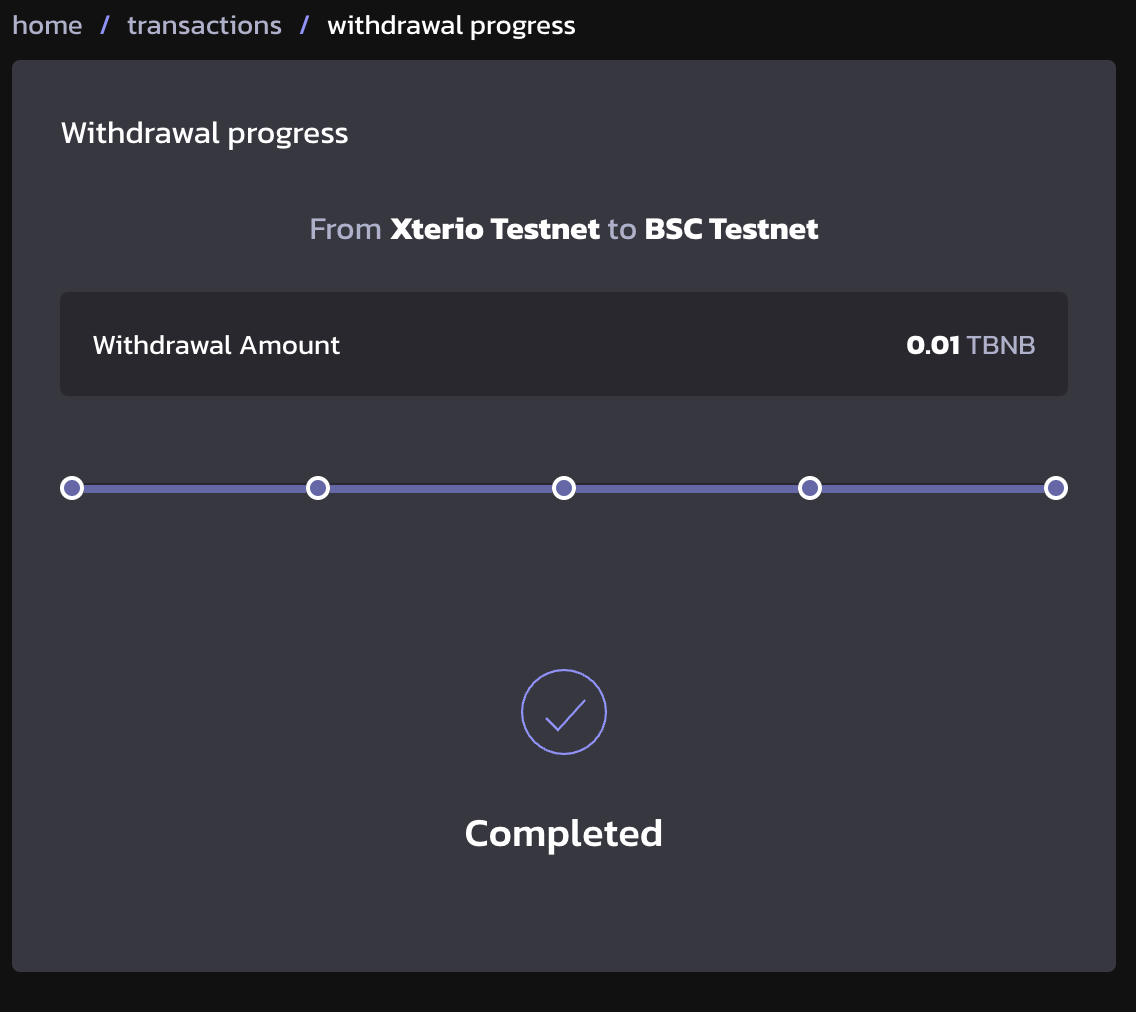 home / transactions / withdrawal progress
Withdrawal progress
From Xterio Testnet to BSC Testnet
Withdrawal Amount 0.01 TBNB
Completed